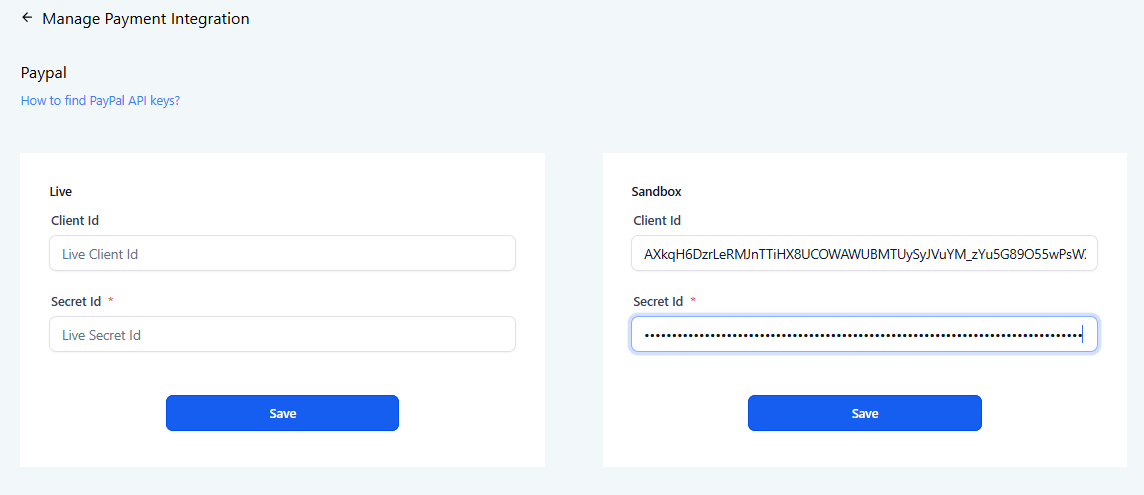 ← Manage Payment Integration
Paypal
How to find PayPal API keys?
Live
Client Id
Live Client Id
Secret Id *
Live Secret Id
Save
Sandbox
Client Id
AXkqH6DzrLeRMJnTTiHX8UCOWAWUBMTUySyJVuYM_zYu5G89O55wPsW
Secret Id *
Save